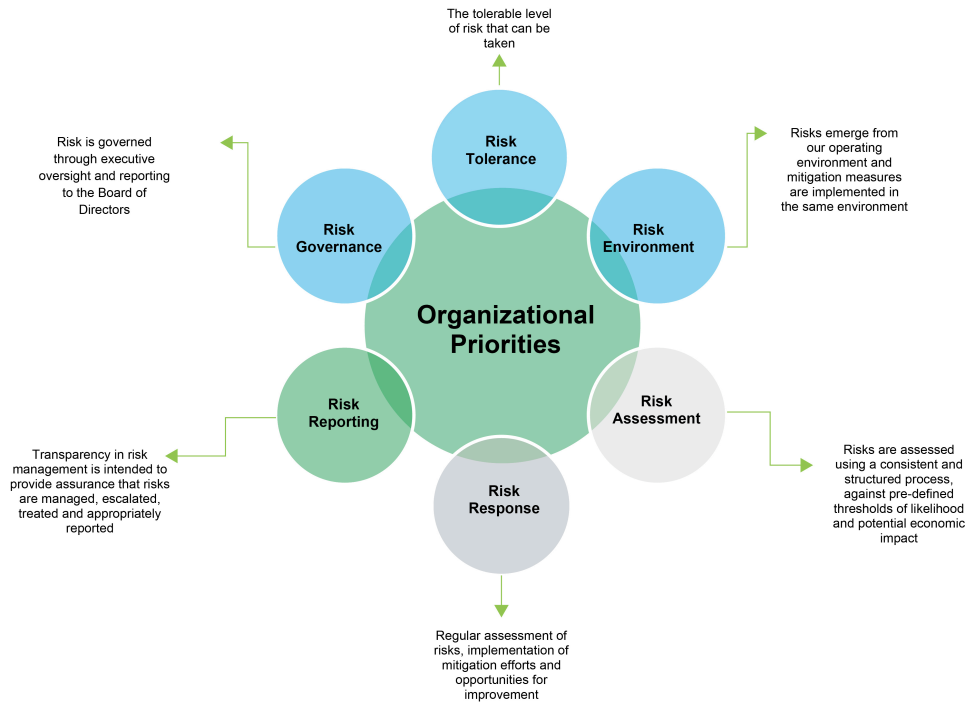 The tolerable level
of risk that can be
taken
Risk
Tolerance
Risk is governed
through executive
oversight and reporting
to the Board of
Directors
Risk
Governance
Risks emerge from
our operating
environment and
mitigation measures
are implemented in
the same environment
Risk
Environment
Organizational
Priorities
Risk
Reporting
Transparency in risk
management is intended to
provide assurance that risks
are managed, escalated,
treated and appropriately
reported
Risk
Assessment
Risks are assessed
using a consistent and
structured process,
against pre-defined
thresholds of likelihood
and potential economic
impact
Risk
Response
Regular assessment of
risks, implementation of
mitigation efforts and
opportunities for
improvement